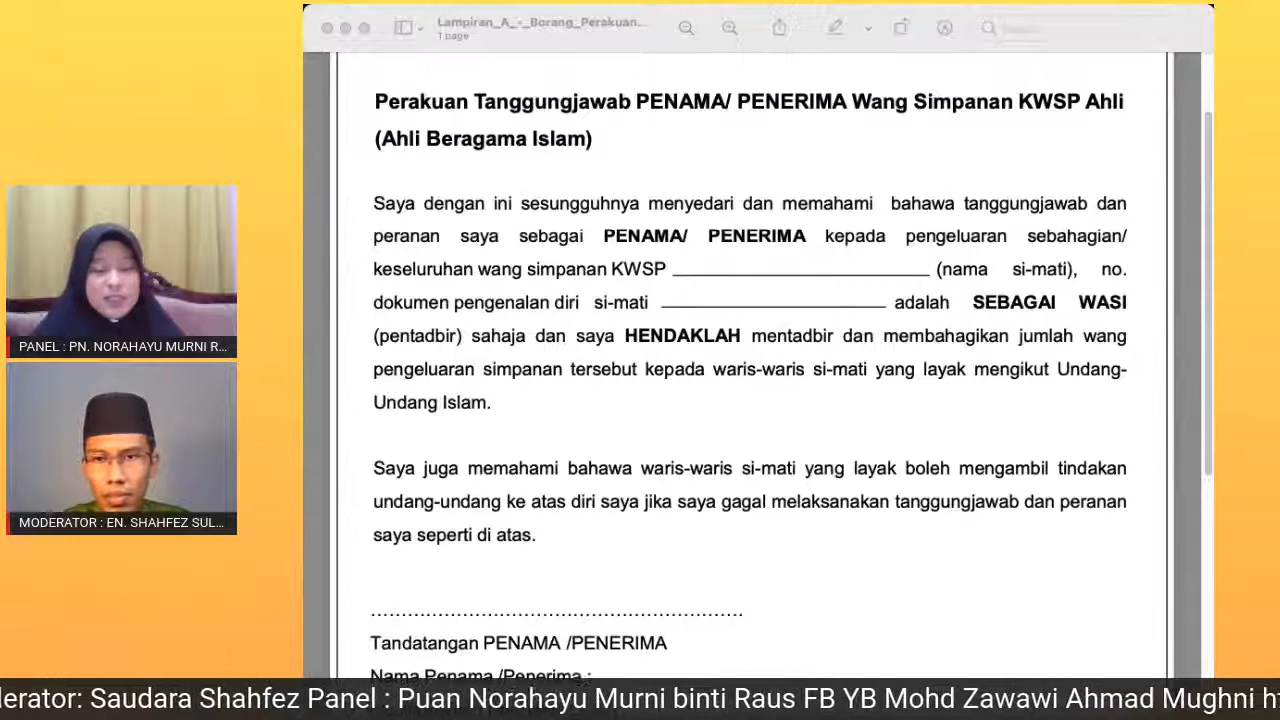 Lampiran_A_-_Borang_Perakuan...
1 page
Perakuan Tanggungjawab PENAMA/ PENERIMA Wang Simpanan KWSP Ahli
(Ahli Beragama Islam)
Saya dengan ini sesungguhnya menyedari dan memahami bahawa tanggungjawab dan
peranan saya sebagai PENAMA/ PENERIMA kepada pengeluaran sebahagian/
keseluruhan wang simpanan KWSP ____________________ (nama si-mati), no.
dokumen pengenalan diri si-mati ____________________ adalah SEBAGAI WASI
(pentadbir) sahaja dan saya HENDAKLAH mentadbir dan membahagikan jumlah wang
pengeluaran simpanan tersebut kepada waris-waris si-mati yang layak mengikut Undang-
Undang Islam.
Saya juga memahami bahawa waris-waris si-mati yang layak boleh mengambil tindakan
undang-undang ke atas diri saya jika saya gagal melaksanakan tanggungjawab dan peranan
saya seperti di atas.
.............................................................
Tandatangan PENAMA /PENERIMA
Nama Penama /Penerima :
PANEL : PN. NORAHAYU MURNI R...
MODERATOR : EN. SHAHFEZ SUL...
derator: Saudara Shahfez Panel : Puan Norahayu Murni binti Raus FB YB Mohd Zawawi Ahmad Mughni